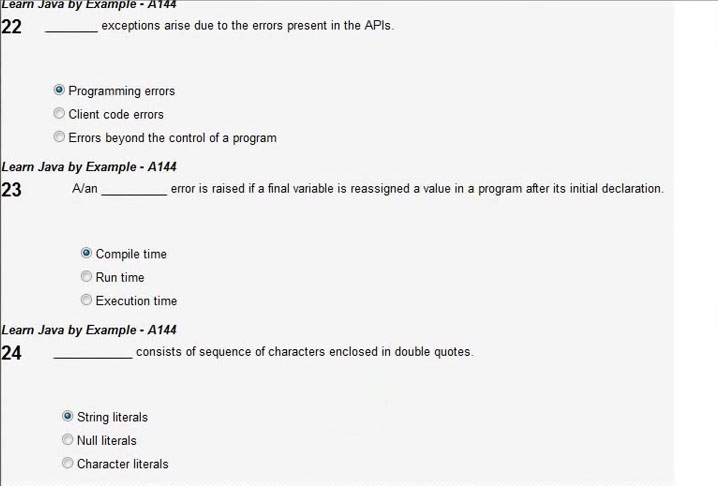 Learn Java by Example - A144
22 ________ exceptions arise due to the errors present in the APIs.
Programming errors
Client code errors
Errors beyond the control of a program
Learn Java by Example - A144
23 A/an __________ error is raised if a final variable is reassigned a value in a program after its initial declaration.
Compile time
Run time
Execution time
Learn Java by Example - A144
24 ____________ consists of sequence of characters enclosed in double quotes.
String literals
Null literals
Character literals